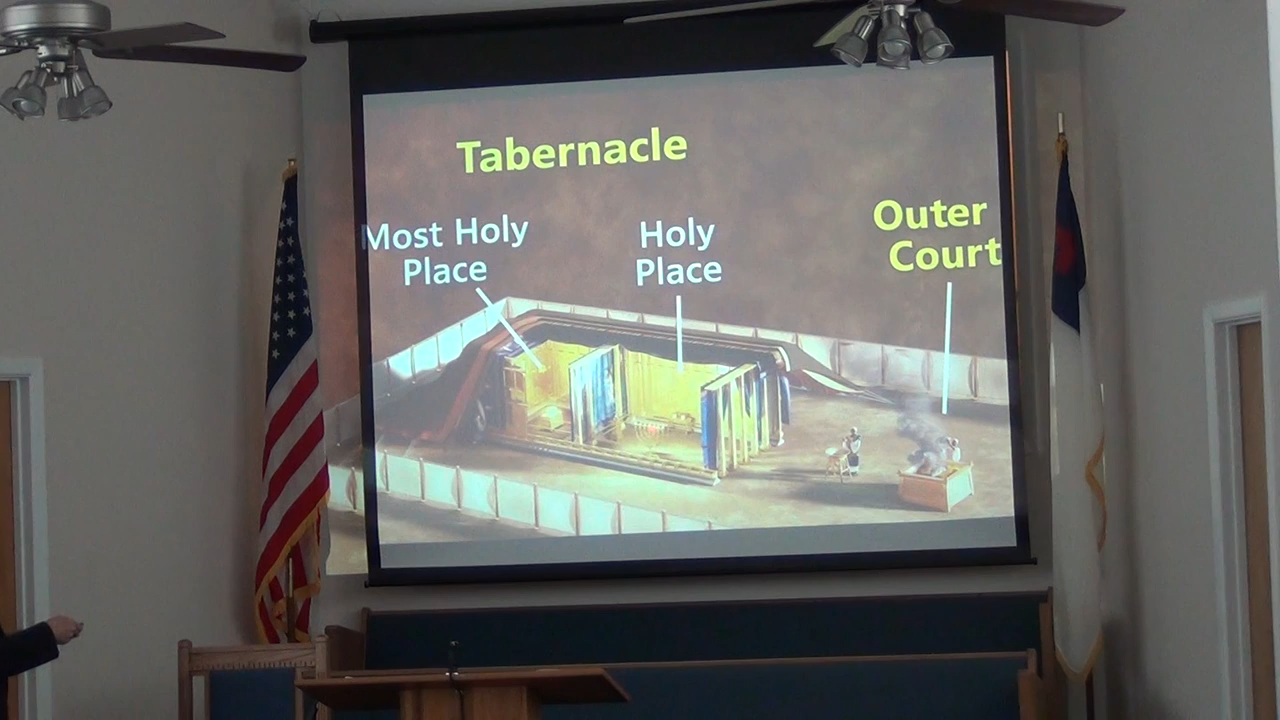 Tabernacle
Most Holy
Place
Holy
Place
Outer
Court